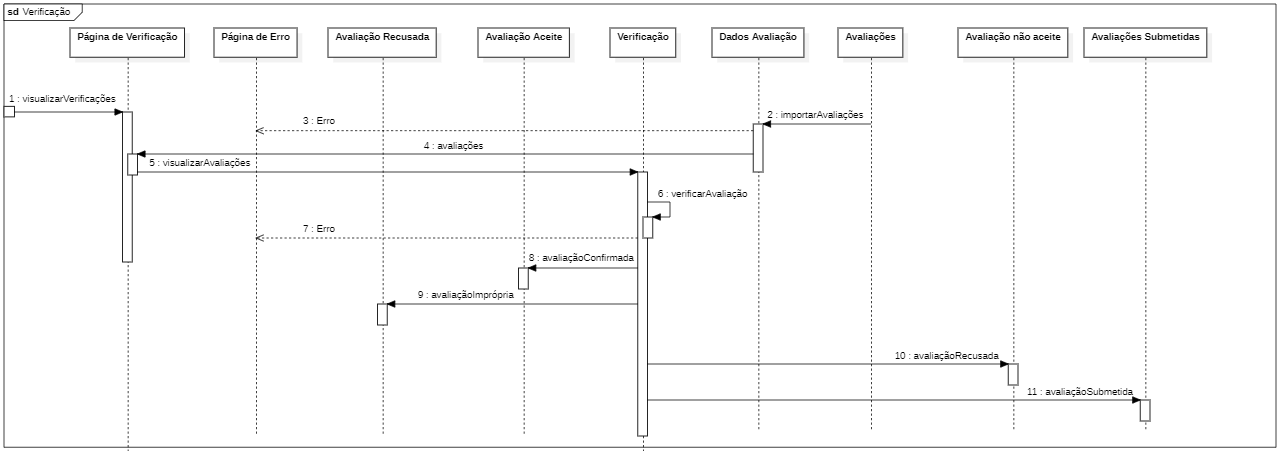 sd Verificação
Página de Verificação
Página de Erro
Avaliação Recusada
Avaliação Aceite
Verificação
Dados Avaliação
Avaliações
Avaliação não aceite
Avaliações Submetidas
1 : visualizarVerificações
2 : importarAvaliações
3 : Erro
4 : avaliações
5 : visualizarAvaliações
6 : verificarAvaliação
7 : Erro
8 : avaliaçãoConfirmada
9 : avaliaçãoImprópria
10 : avaliaçãoRecusada
11 : avaliaçãoSubmetida